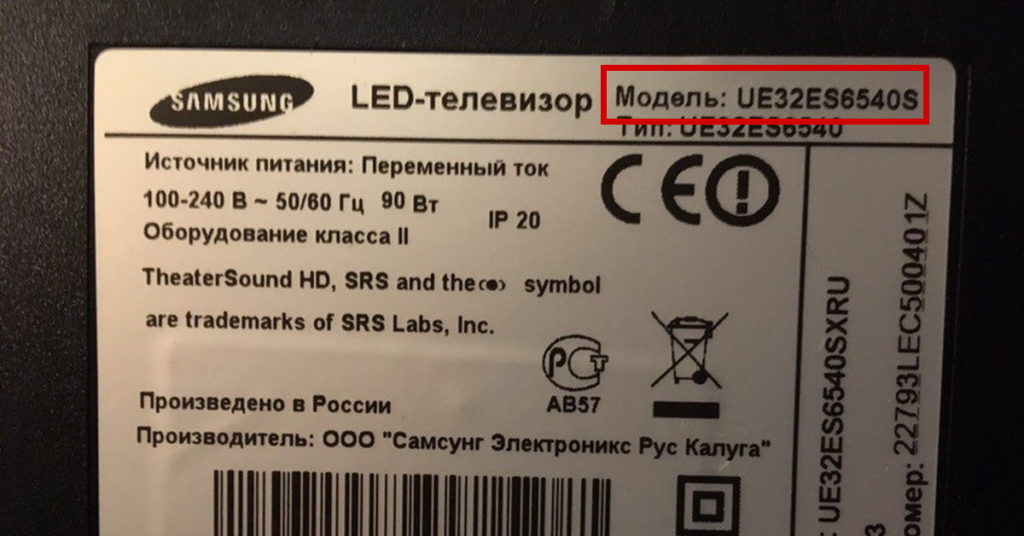 SAMSUNG LED-телевизор Модель: UE32ES6540S
Тип: UE32ES6540
Источник питания: Переменный ток
100-240 В ~ 50/60 Гц 90 Вт
IP 20
Оборудование класса II
TheaterSound HD, SRS and the symbol
are trademarks of SRS Labs, Inc.
АВ57
Произведено в России
Производитель: ООО "Самсунг Электроникс Рус Калуга"
UE32ES6540SXRU
22793LEC500401Z